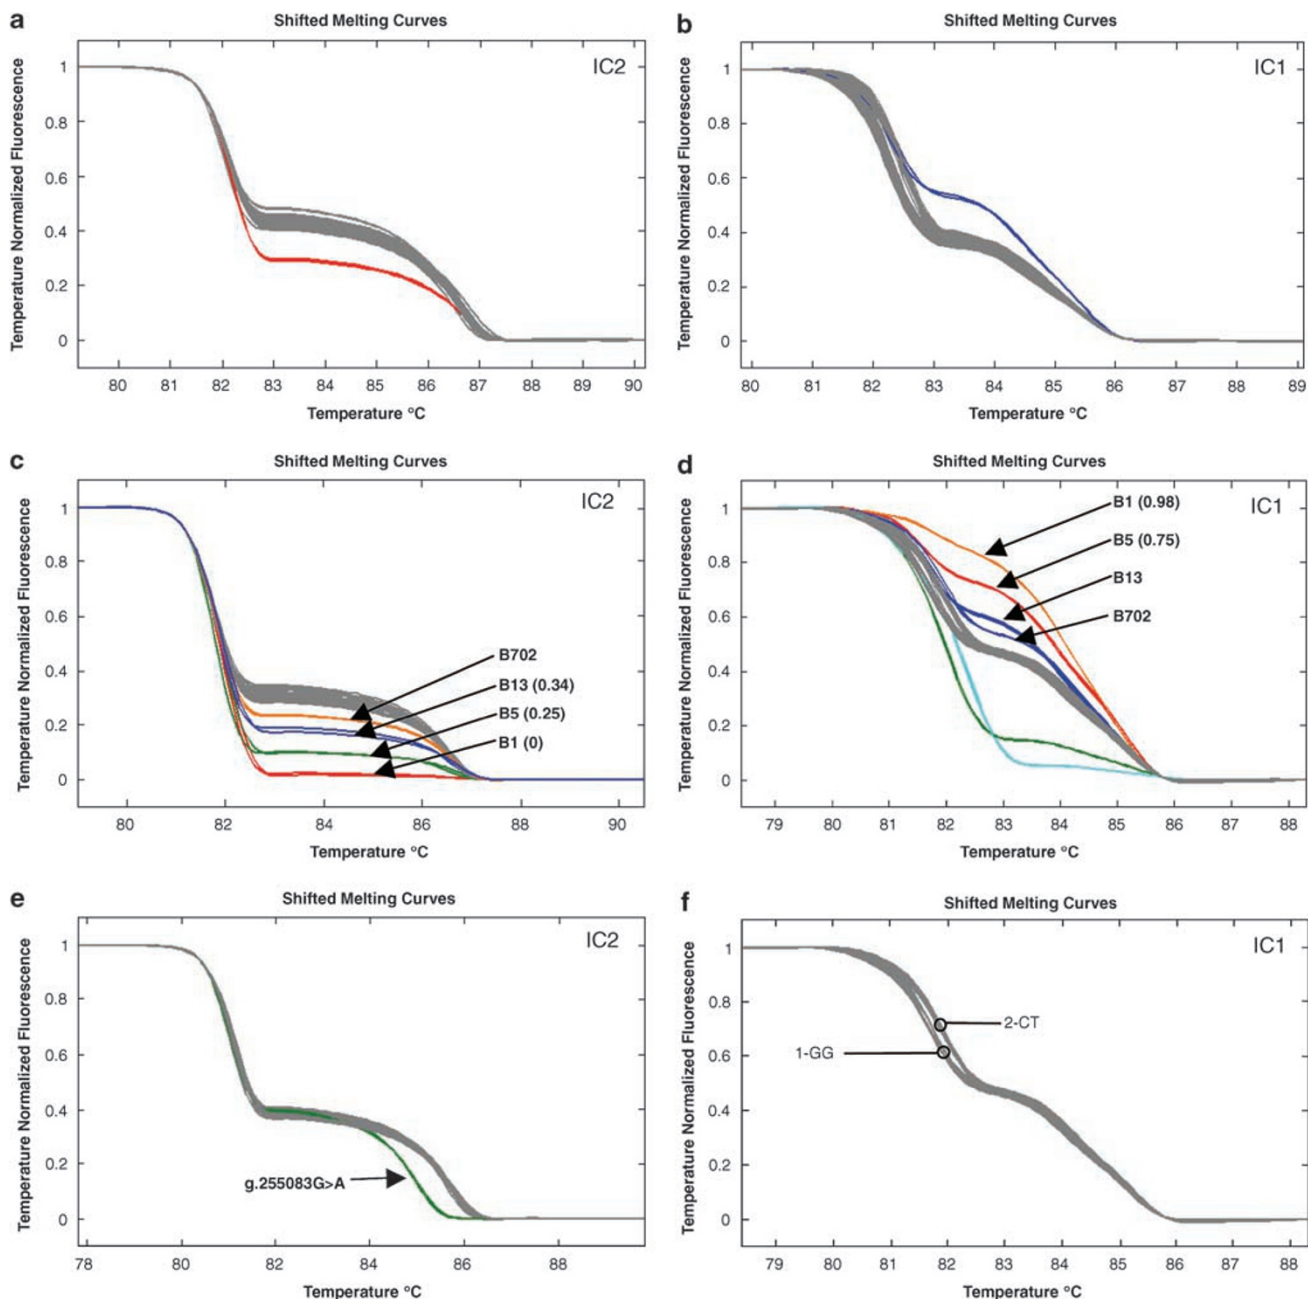 a
Shifted Melting Curves
IC2
Temperature Normalized Fluorescence
1
0.8
0.6
0.4
0.2
0
80 81 82 83 84 85 86 87 88 89 90
Temperature °C
b
Shifted Melting Curves
IC1
Temperature Normalized Fluorescence
1
0.8
0.6
0.4
0.2
0
80 81 82 83 84 85 86 87 88 89
Temperature °C
c
Shifted Melting Curves
IC2
Temperature Normalized Fluorescence
1
0.8
0.6
0.4
0.2
0
B702
B13 (0.34)
B5 (0.25)
B1 (0)
80 82 84 86 88 90
Temperature °C
d
Shifted Melting Curves
IC1
Temperature Normalized Fluorescence
1
0.8
0.6
0.4
0.2
0
B1 (0.98)
B5 (0.75)
B13
B702
79 80 81 82 83 84 85 86 87 88
Temperature °C
e
Shifted Melting Curves
IC2
Temperature Normalized Fluorescence
1
0.8
0.6
0.4
0.2
0
g.255083G>A
78 80 82 84 86 88
Temperature °C
f
Shifted Melting Curves
IC1
Temperature Normalized Fluorescence
1
0.8
0.6
0.4
0.2
0
2-CT
1-GG
79 80 81 82 83 84 85 86 87 88
Temperature °C